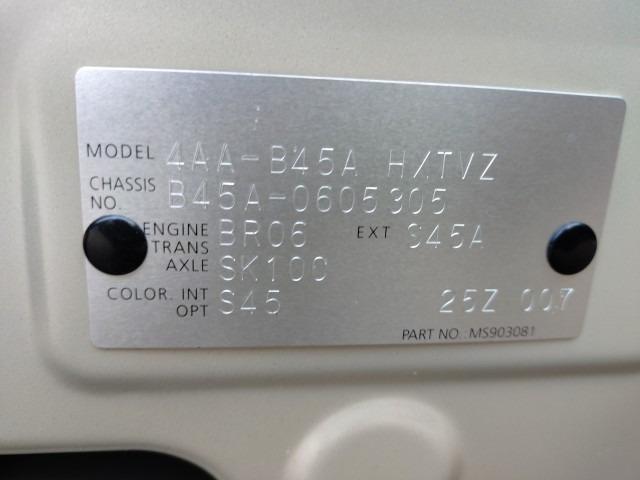 MODEL 4AA-B45A HXTVZ
CHASSIS NO. B45A-0605305
ENGINE BR06 EXT S45A
TRANS AXLE SK10C
COLOR. INT S45
OPT 25Z 007
PART NO.: MS903081